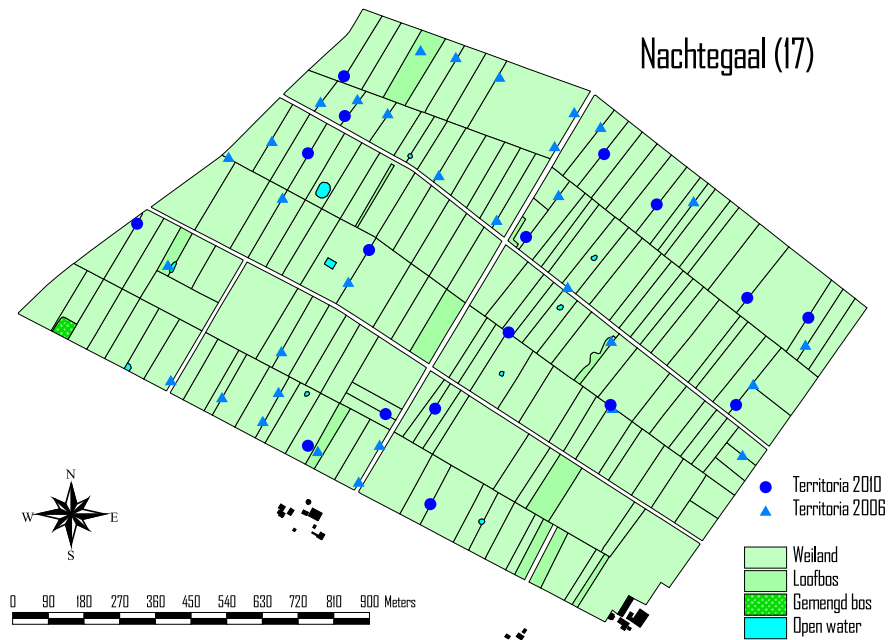 Nachtegaal (17)
N
W E
S
Territoria 2010
Territoria 2006
Weiland
Loofbos
Gemengd bos
Open water
0 90 180 270 360 450 540 630 720 810 900 Meters